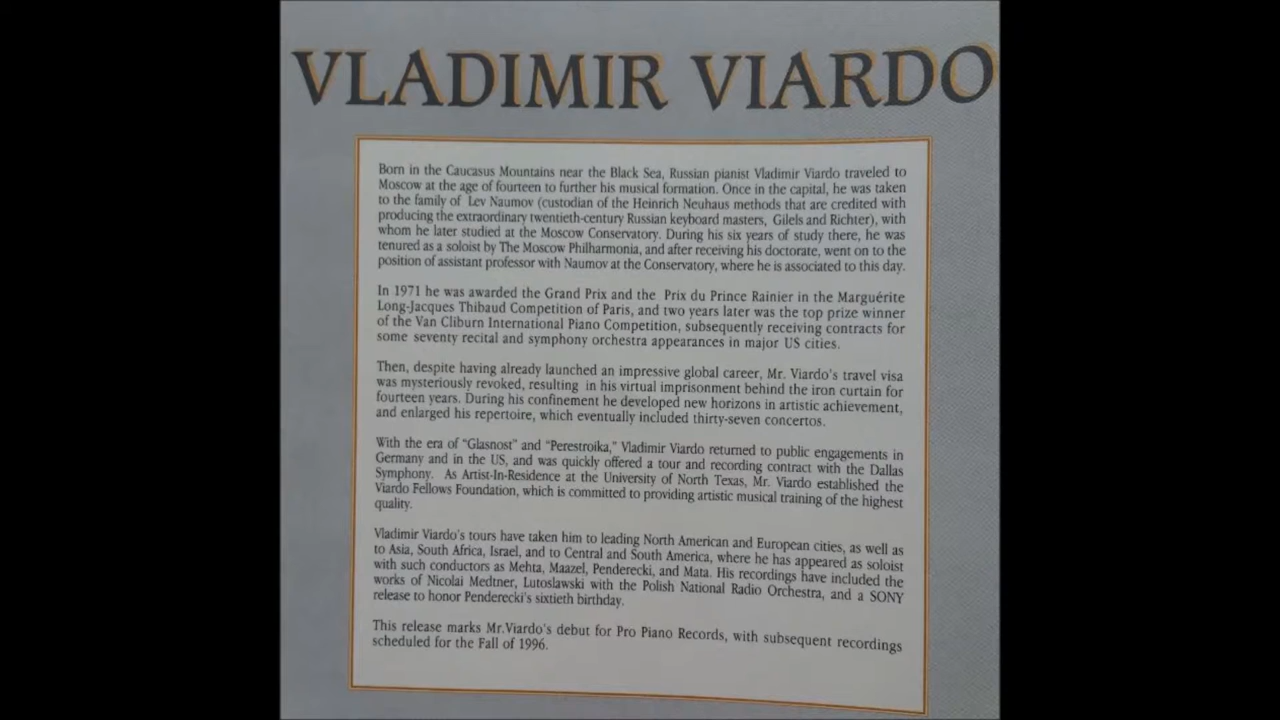 VLADIMIR VIARDO
Born in the Caucasus Mountains near the Black Sea, Russian pianist Vladimir Viardo traveled to
Moscow at the age of fourteen to further his musical formation. Once in the capital, he was taken
to the family of Lev Naumov (custodian of the Heinrich Neuhaus methods that are credited with
producing the extraordinary twentieth-century Russian keyboard masters, Gilels and Richter), with
whom he later studied at the Moscow Conservatory. During his six years of study there, he was
tenured as a soloist by The Moscow Philharmonia, and after receiving his doctorate, went on to the
position of assistant professor with Naumov at the Conservatory, where he is associated to this day.
In 1971 he was awarded the Grand Prix and the Prix du Prince Rainier in the Marguérite
Long-Jacques Thibaud Competition of Paris, and two years later was the top prize winner
of the Van Cliburn International Piano Competition, subsequently receiving contracts for
some seventy recital and symphony orchestra appearances in major US cities.
Then, despite having already launched an impressive global career, Mr. Viardo's travel visa
was mysteriously revoked, resulting in his virtual imprisonment behind the iron curtain for
fourteen years. During his confinement he developed new horizons in artistic achievement,
and enlarged his repertoire, which eventually included thirty-seven concertos.
With the era of "Glasnost" and "Perestroika," Vladimir Viardo returned to public engagements in
Germany and in the US, and was quickly offered a tour and recording contract with the Dallas
Symphony. As Artist-In-Residence at the University of North Texas, Mr. Viardo established the
Viardo Fellows Foundation, which is committed to providing artistic musical training of the highest
quality.
Vladimir Viardo's tours have taken him to leading North American and European cities, as well as
to Asia, South Africa, Israel, and to Central and South America, where he has appeared as soloist
with such conductors as Mehta, Maazel, Penderecki, and Mata. His recordings have included the
works of Nicolai Medtner, Lutoslawski with the Polish National Radio Orchestra, and a SONY
release to honor Penderecki's sixtieth birthday.
This release marks Mr.Viardo's debut for Pro Piano Records, with subsequent recordings
scheduled for the Fall of 1996.